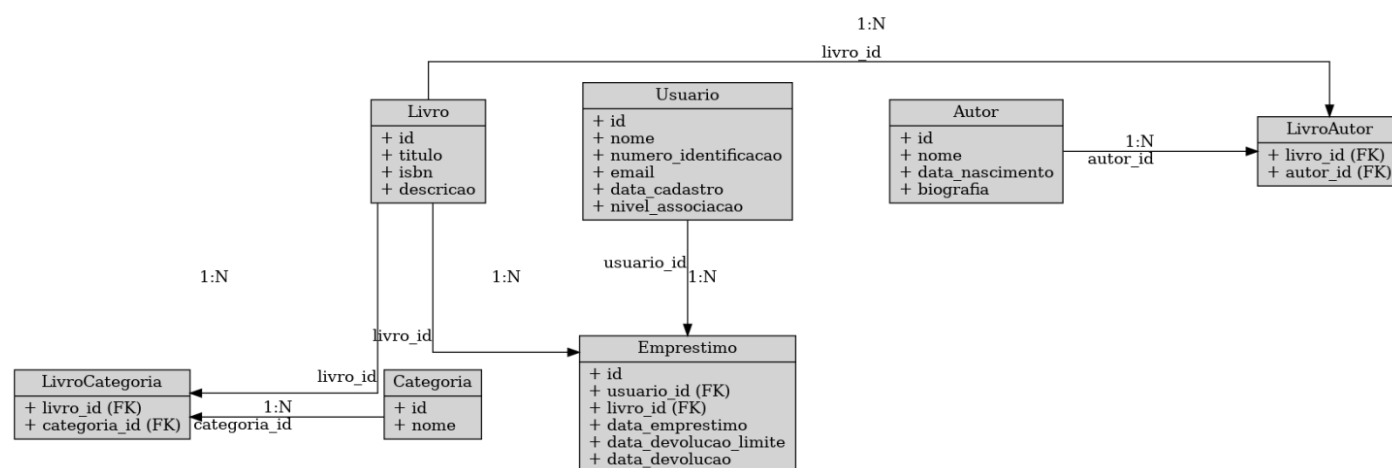 1:N
livro_id
Livro
+ id
+ titulo
+ isbn
+ descricao
Usuario
+ id
+ nome
+ numero_identificacao
+ email
+ data_cadastro
+ nivel_associacao
Autor
+ id
+ nome
+ data_nascimento
+ biografia
1:N
autor_id
LivroAutor
+ livro_id (FK)
+ autor_id (FK)
1:N
1:N
usuario_id
1:N
livro_id
livro_id
LivroCategoria
+ livro_id (FK)
+ categoria_id (FK)
1:N
categoria_id
Categoria
+ id
+ nome
Emprestimo
+ id
+ usuario_id (FK)
+ livro_id (FK)
+ data_emprestimo
+ data_devolucao_limite
+ data_devolucao